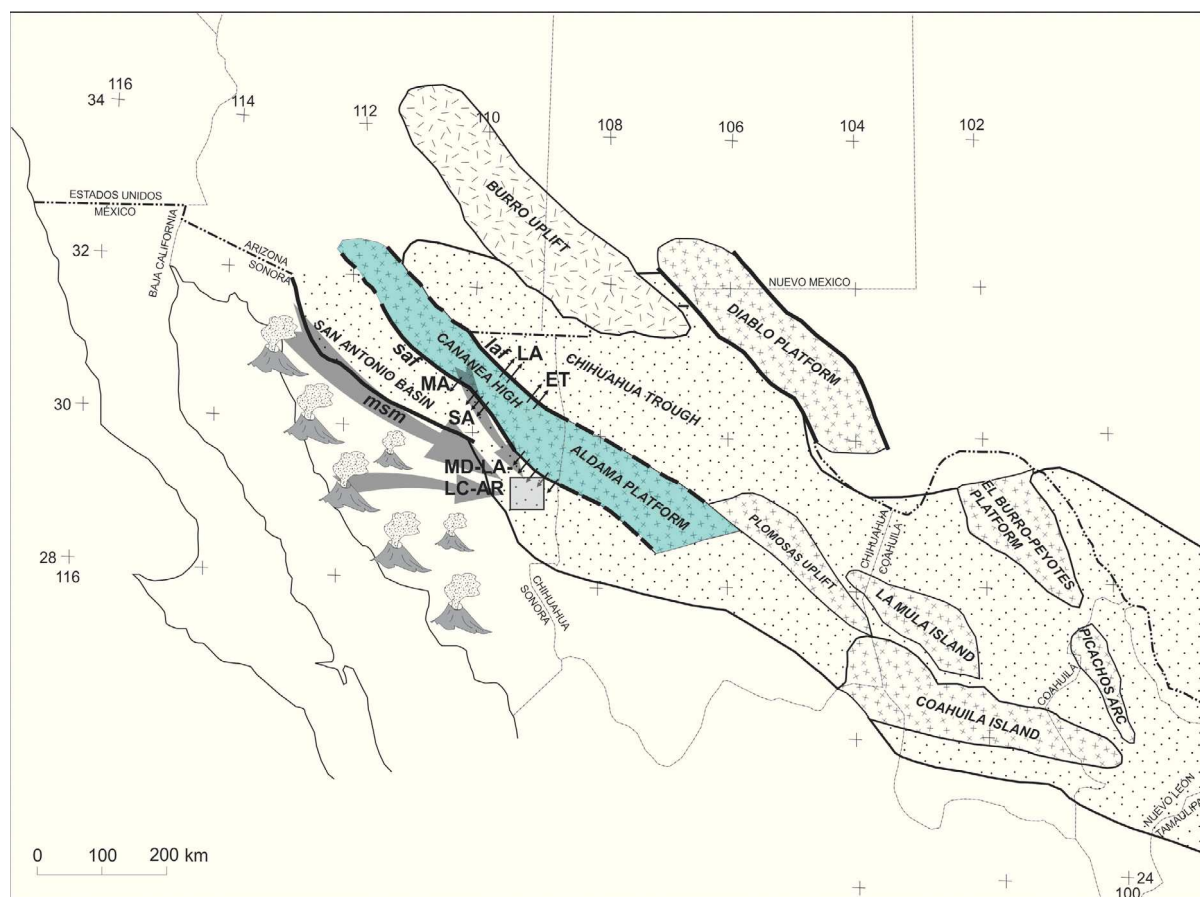 116
34
114
112
110
108
106
104
102
BURRO UPLIFT
ESTADOS UNIDOS
MÉXICO
BAJA CALIFORNIA
32
ARIZONA
SONORA
NUEVO MEXICO
DIABLO PLATFORM
SAN ANTONIO BASIN
saf
CANANEA HIGH
laf
LA
CHIHUAHUA TROUGH
MA
ET
30
msm
SA
MD-LA-
LC-AR
ALDAMA PLATFORM
EL BURRO-PEYOTES
PLATFORM
CHIHUAHUA
COAHUILA
PLOMOSAS UPLIFT
28
116
CHIHUAHUA
SONORA
LA MULA ISLAND
PICACHOS ARC
COAHUILA
COAHUILA ISLAND
NUEVO LEÓN
TAMAULIPA
0 100 200 km
24
100